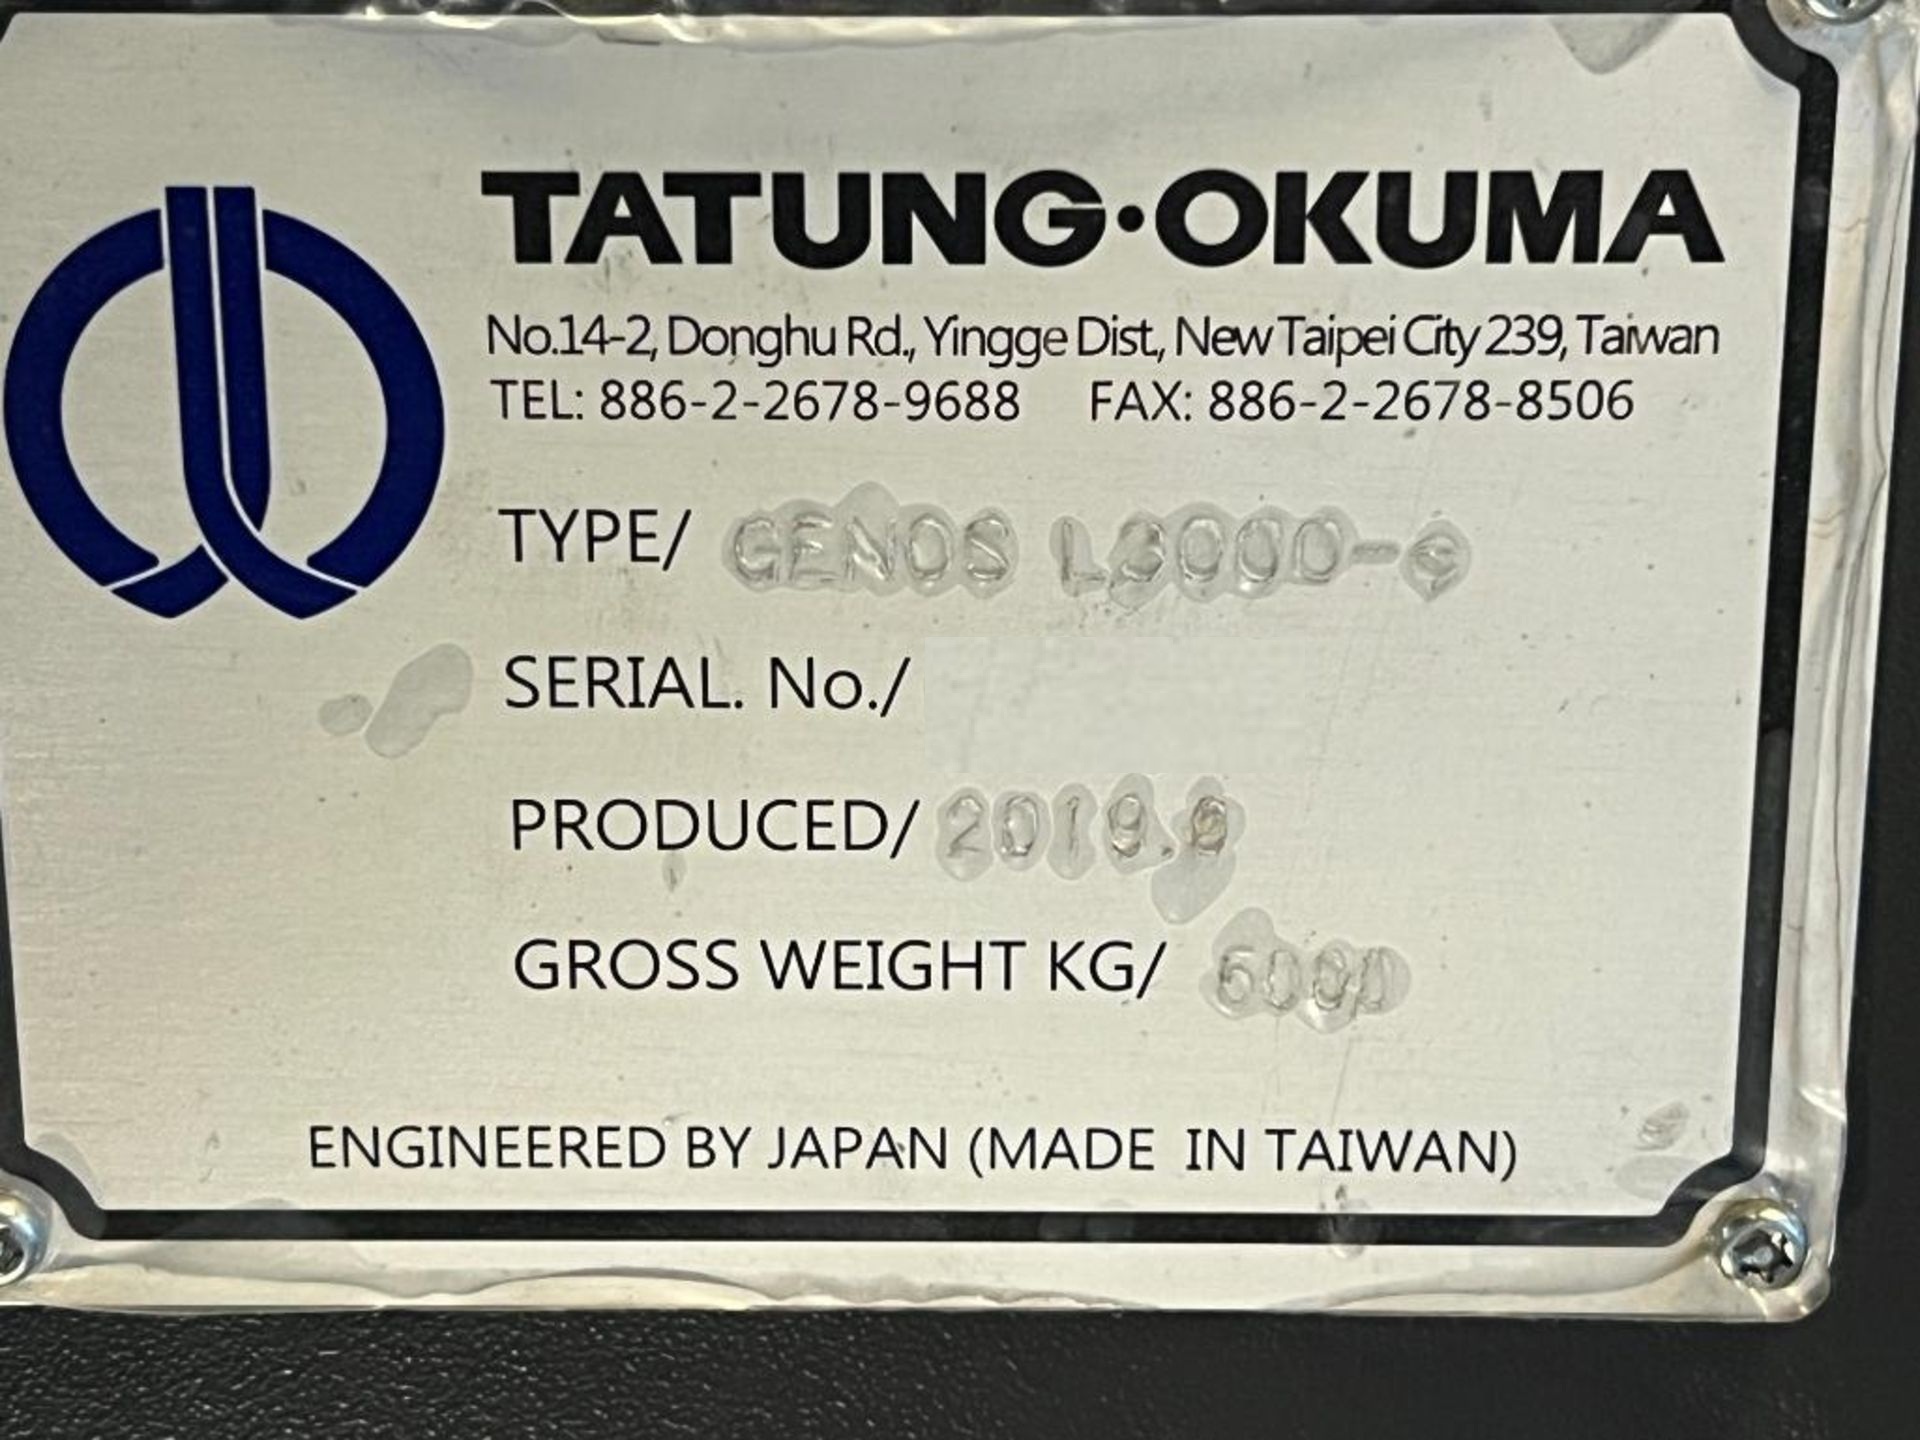 TATUNG·OKUMA
No.14-2, Donghu Rd., Yingge Dist., New Taipei City 239, Taiwan
TEL: 886-2-2678-9688 FAX: 886-2-2678-8506
TYPE/ GENOS
SERIAL. No./
PRODUCED/
GROSS WEIGHT KG/
ENGINEERED BY JAPAN (MADE IN TAIWAN)